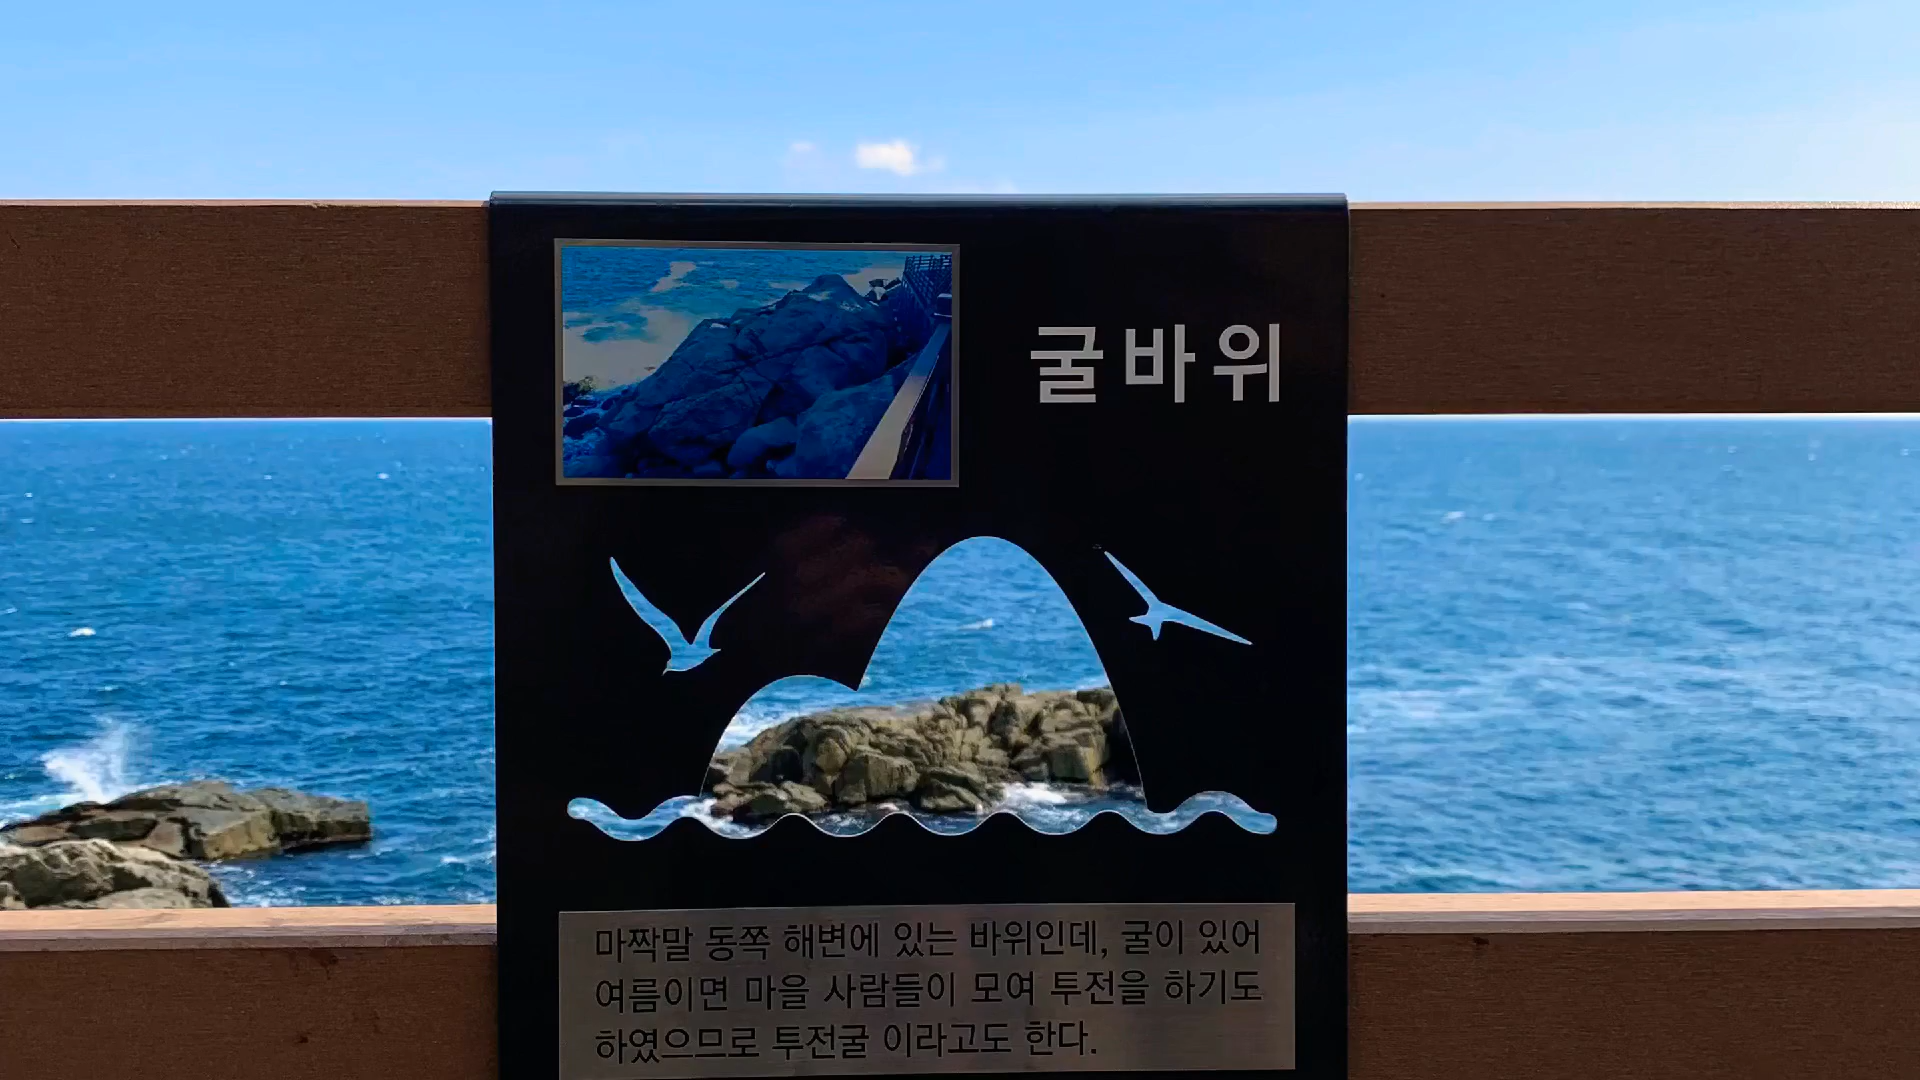 굴바위
마짝말 동쪽 해변에 있는 바위인데, 굴이 있어
여름이면 마을 사람들이 모여 투전을 하기도
하였으므로 투전굴 이라고도 한다.